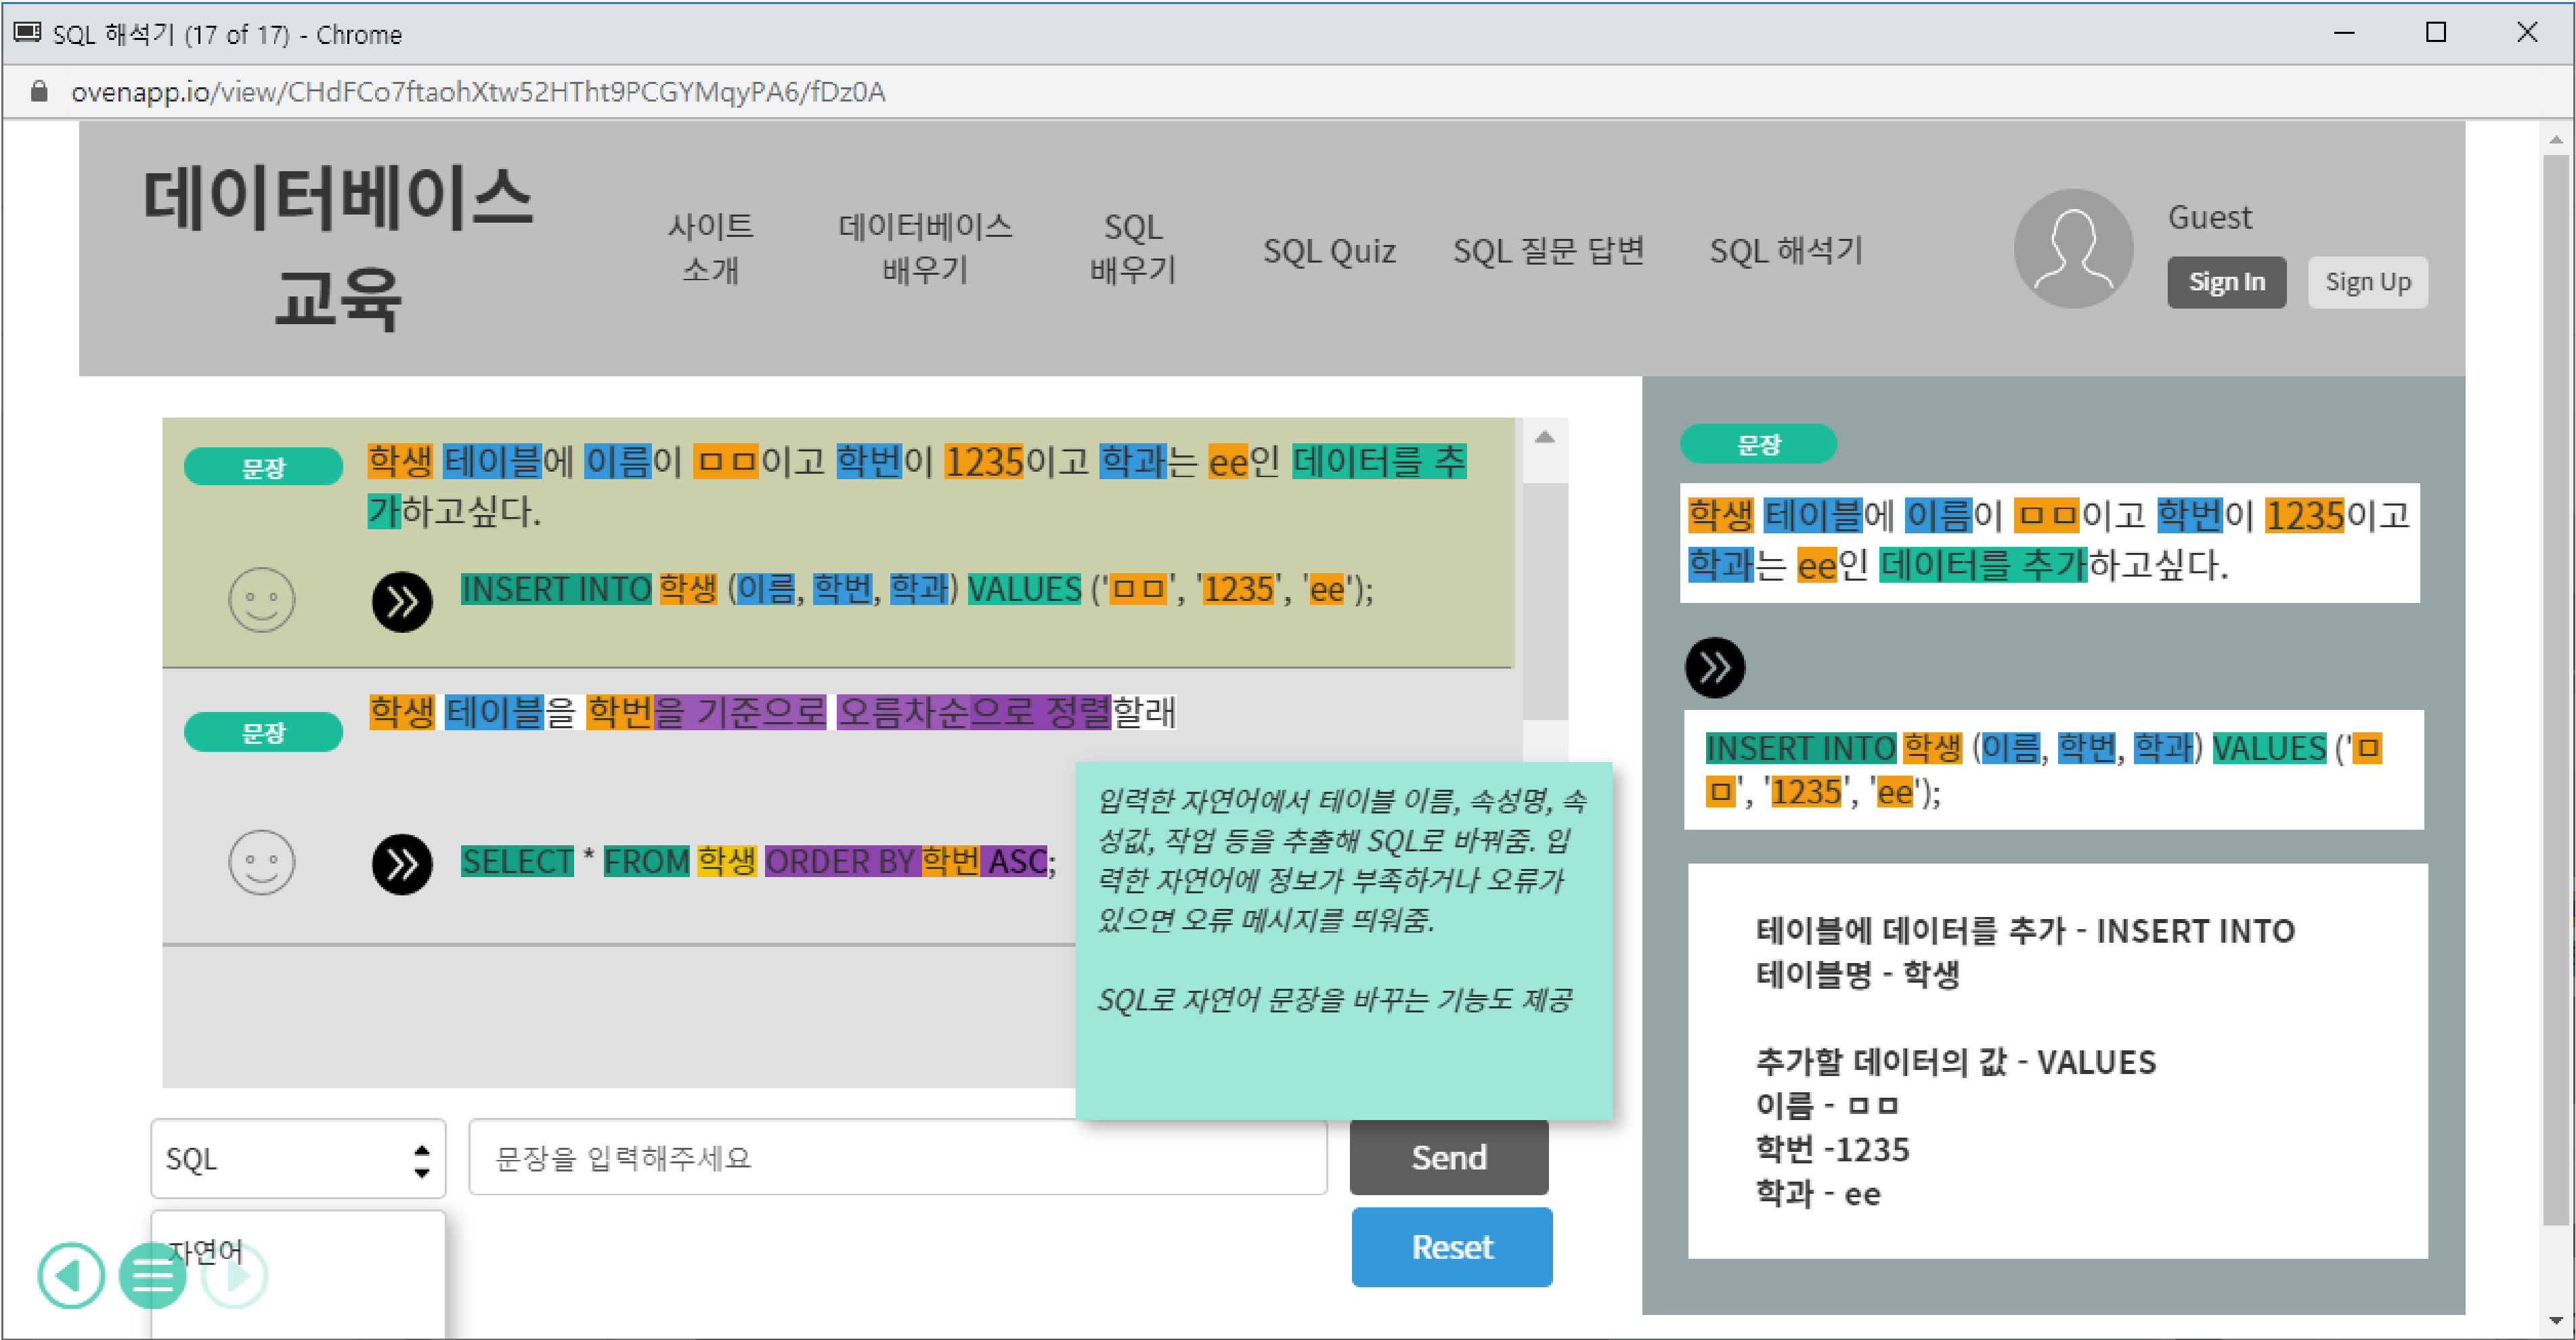 SQL 해석기 (17 of 17) - Chrome
ovenapp.io/view/CHdFCo7ftaohXtw52HTht9PCGYMqyPA6/fDz0A
데이터베이스
교육
사이트
소개
데이터베이스
배우기
SQL
배우기
SQL Quiz
SQL 질문 답변
SQL 해석기
Guest
Sign In
Sign Up
문장
학생 테이블에 이름이 ㅁㅁ이고 학번이 1235이고 학과는 ee인 데이터를 추
가하고싶다.
INSERT INTO 학생 (이름, 학번, 학과) VALUES ('ㅁㅁ', '1235', 'ee');
문장
학생 테이블을 학번을 기준으로 오름차순으로 정렬할래
SELECT * FROM 학생 ORDER BY 학번 ASC;
입력한 자연어에서 테이블 이름, 속성명, 속
성값, 작업 등을 추출해 SQL로 바꿔줌. 입
력한 자연어에 정보가 부족하거나 오류가
있으면 오류 메시지를 띄워줌.
SQL로 자연어 문장을 바꾸는 기능도 제공
SQL
문장을 입력해주세요
Send
자연어
Reset
문장
학생 테이블에 이름이 ㅁㅁ이고 학번이 1235이고
학과는 ee인 데이터를 추가하고싶다.
INSERT INTO 학생 (이름, 학번, 학과) VALUES ('ㅁ
ㅁ', '1235', 'ee');
테이블에 데이터를 추가 - INSERT INTO
테이블명 - 학생
추가할 데이터의 값 - VALUES
이름 - ㅁㅁ
학번 -1235
학과 - ee